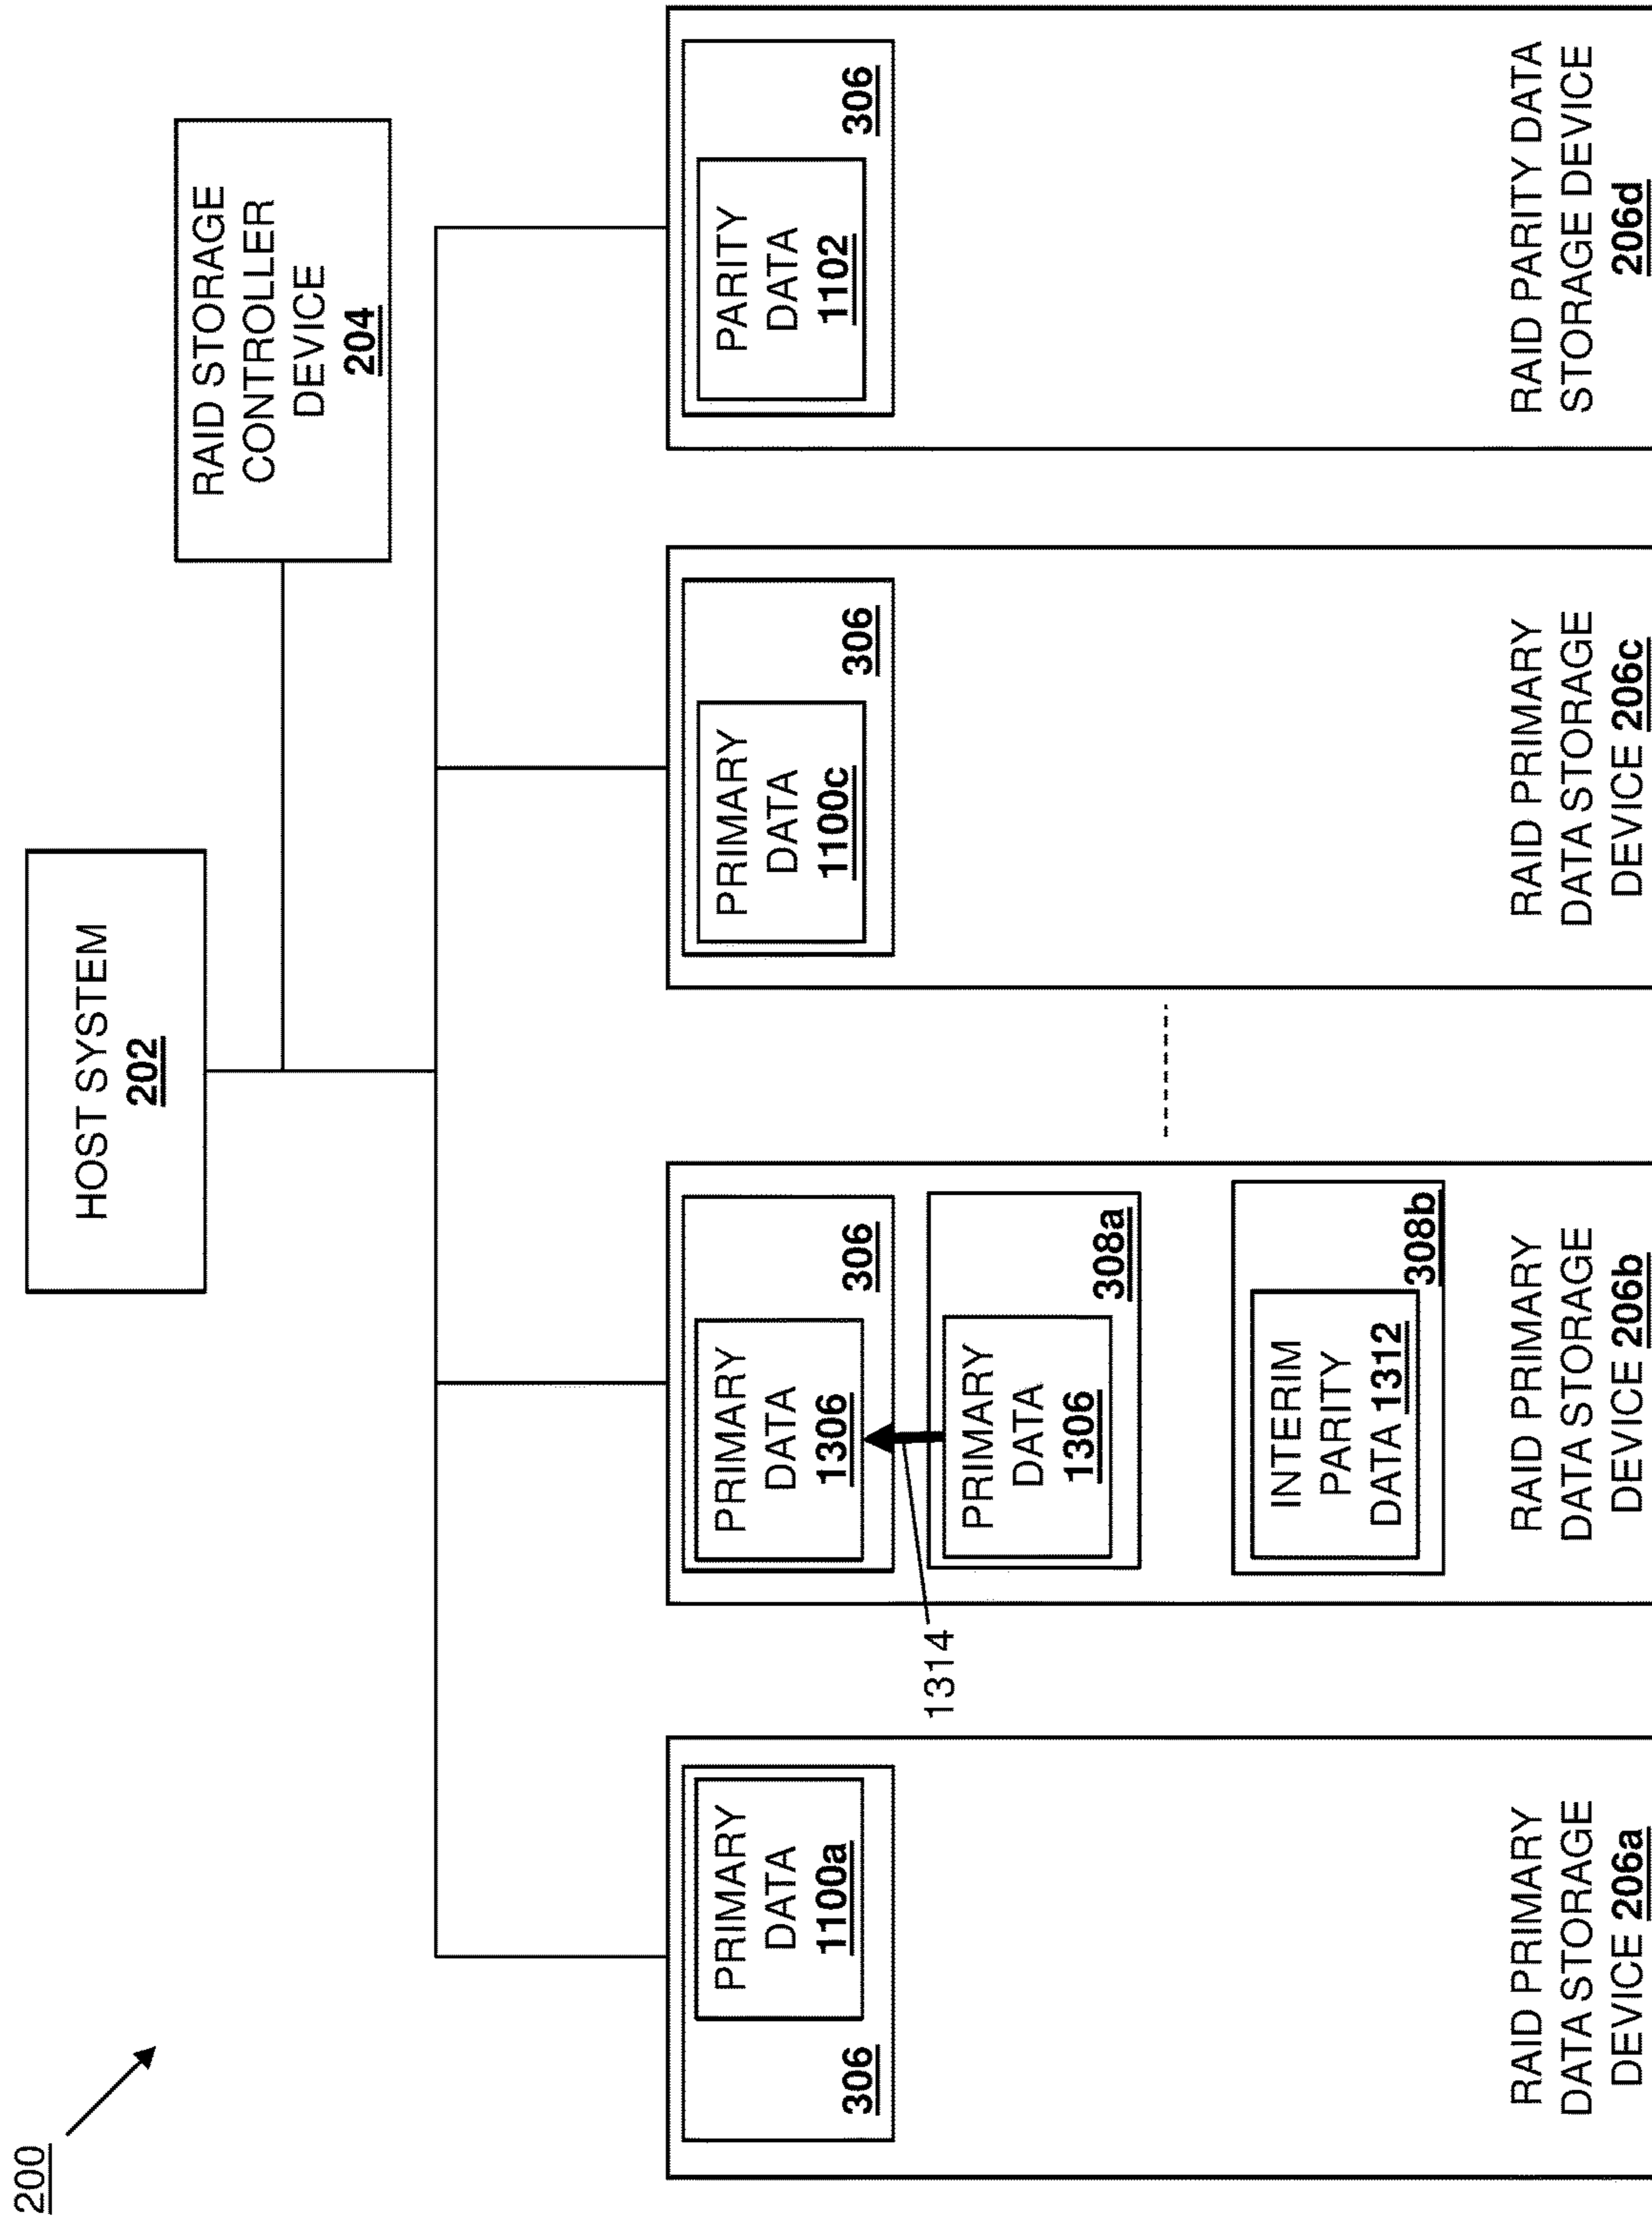 200
HOST SYSTEM
202
RAID STORAGE
CONTROLLER
DEVICE
204
306
PRIMARY
DATA
1100a
RAID PRIMARY
DATA STORAGE
DEVICE 206a
PRIMARY
DATA
1306
306
1314
PRIMARY
DATA
1306
308a
INTERIM
PARITY
DATA 1312
308b
RAID PRIMARY
DATA STORAGE
DEVICE 206b
PRIMARY
DATA
1100c
306
RAID PRIMARY
DATA STORAGE
DEVICE 206c
PARITY
DATA
1102
306
RAID PARITY DATA
STORAGE DEVICE
206d